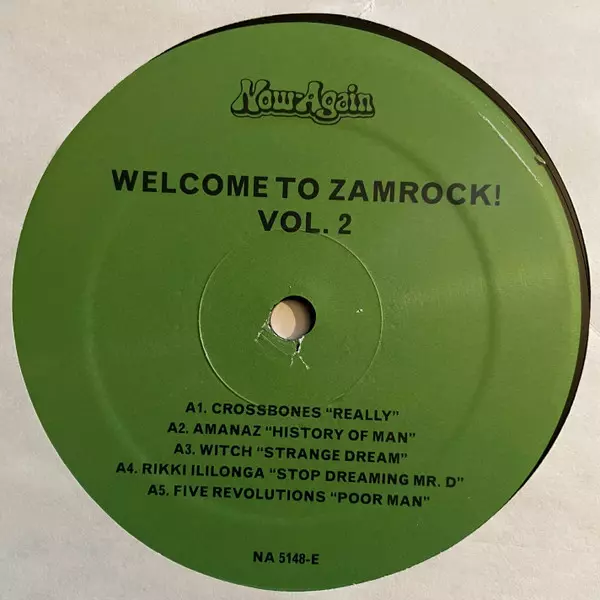 Now-Again
WELCOME TO ZAMROCK!
VOL. 2
A1. CROSSBONES "REALLY"
A2. AMANAZ "HISTORY OF MAN"
A3. WITCH "STRANGE DREAM"
A4. RIKKI ILILONGA "STOP DREAMING MR. D"
A5. FIVE REVOLUTIONS "POOR MAN"
NA 5148-E